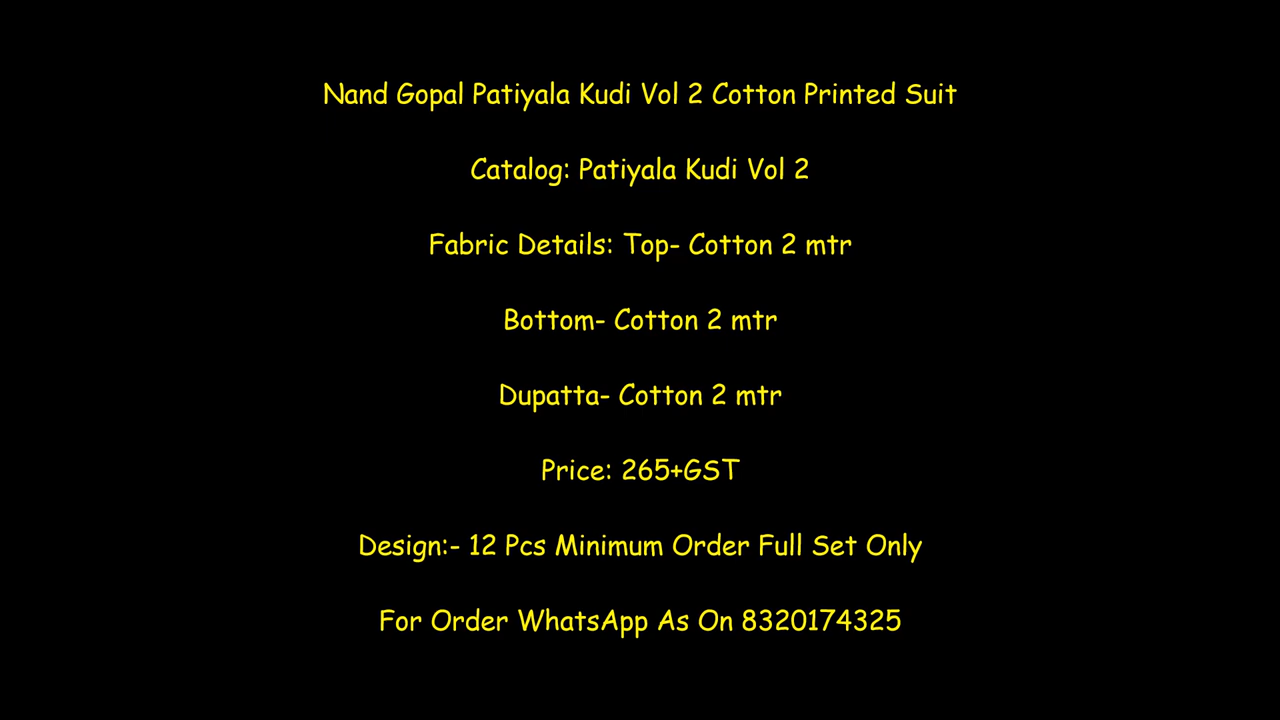 Nand Gopal Patiyala Kudi Vol 2 Cotton Printed Suit
Catalog: Patiyala Kudi Vol 2
Fabric Details: Top- Cotton 2 mtr
Bottom- Cotton 2 mtr
Dupatta- Cotton 2 mtr
Price: 265+GST
Design:- 12 Pcs Minimum Order Full Set Only
For Order WhatsApp As On 8320174325